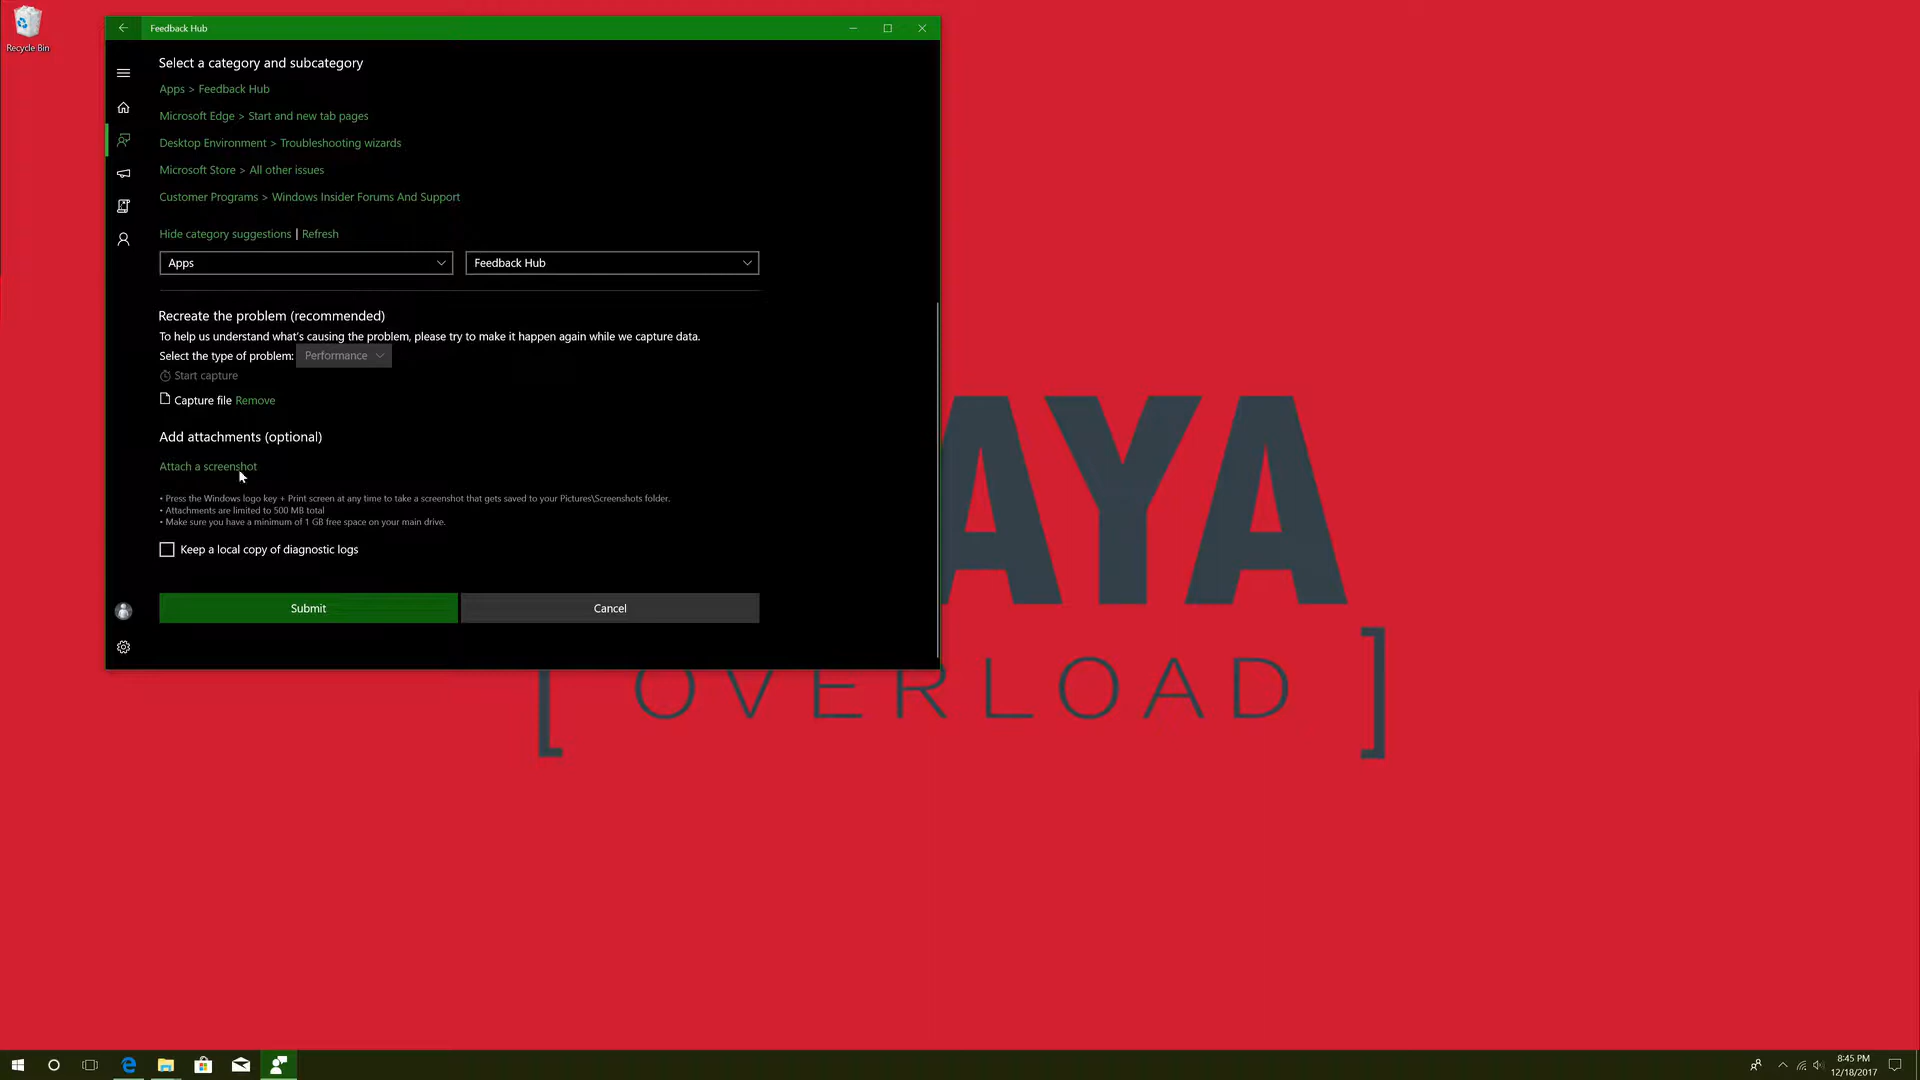 Recycle Bin
Feedback Hub
Select a category and subcategory
Apps > Feedback Hub
Microsoft Edge > Start and new tab pages
Desktop Environment > Troubleshooting wizards
Microsoft Store > All other issues
Customer Programs > Windows Insider Forums And Support
Hide category suggestions | Refresh
Apps Feedback Hub
Recreate the problem (recommended)
To help us understand what's causing the problem, please try to make it happen again while we capture data.
Select the type of problem: Performance
Start capture
Capture file Remove
Add attachments (optional)
Attach a screenshot
• Press the Windows logo key + Print screen at any time to take a screenshot that gets saved to your Pictures\Screenshots folder.
• Attachments are limited to 500 MB total
• Make sure you have a minimum of 1 GB free space on your main drive.
Keep a local copy of diagnostic logs
Submit Cancel
AYA
[ OVERLOAD ]
8:45 PM
12/18/2017